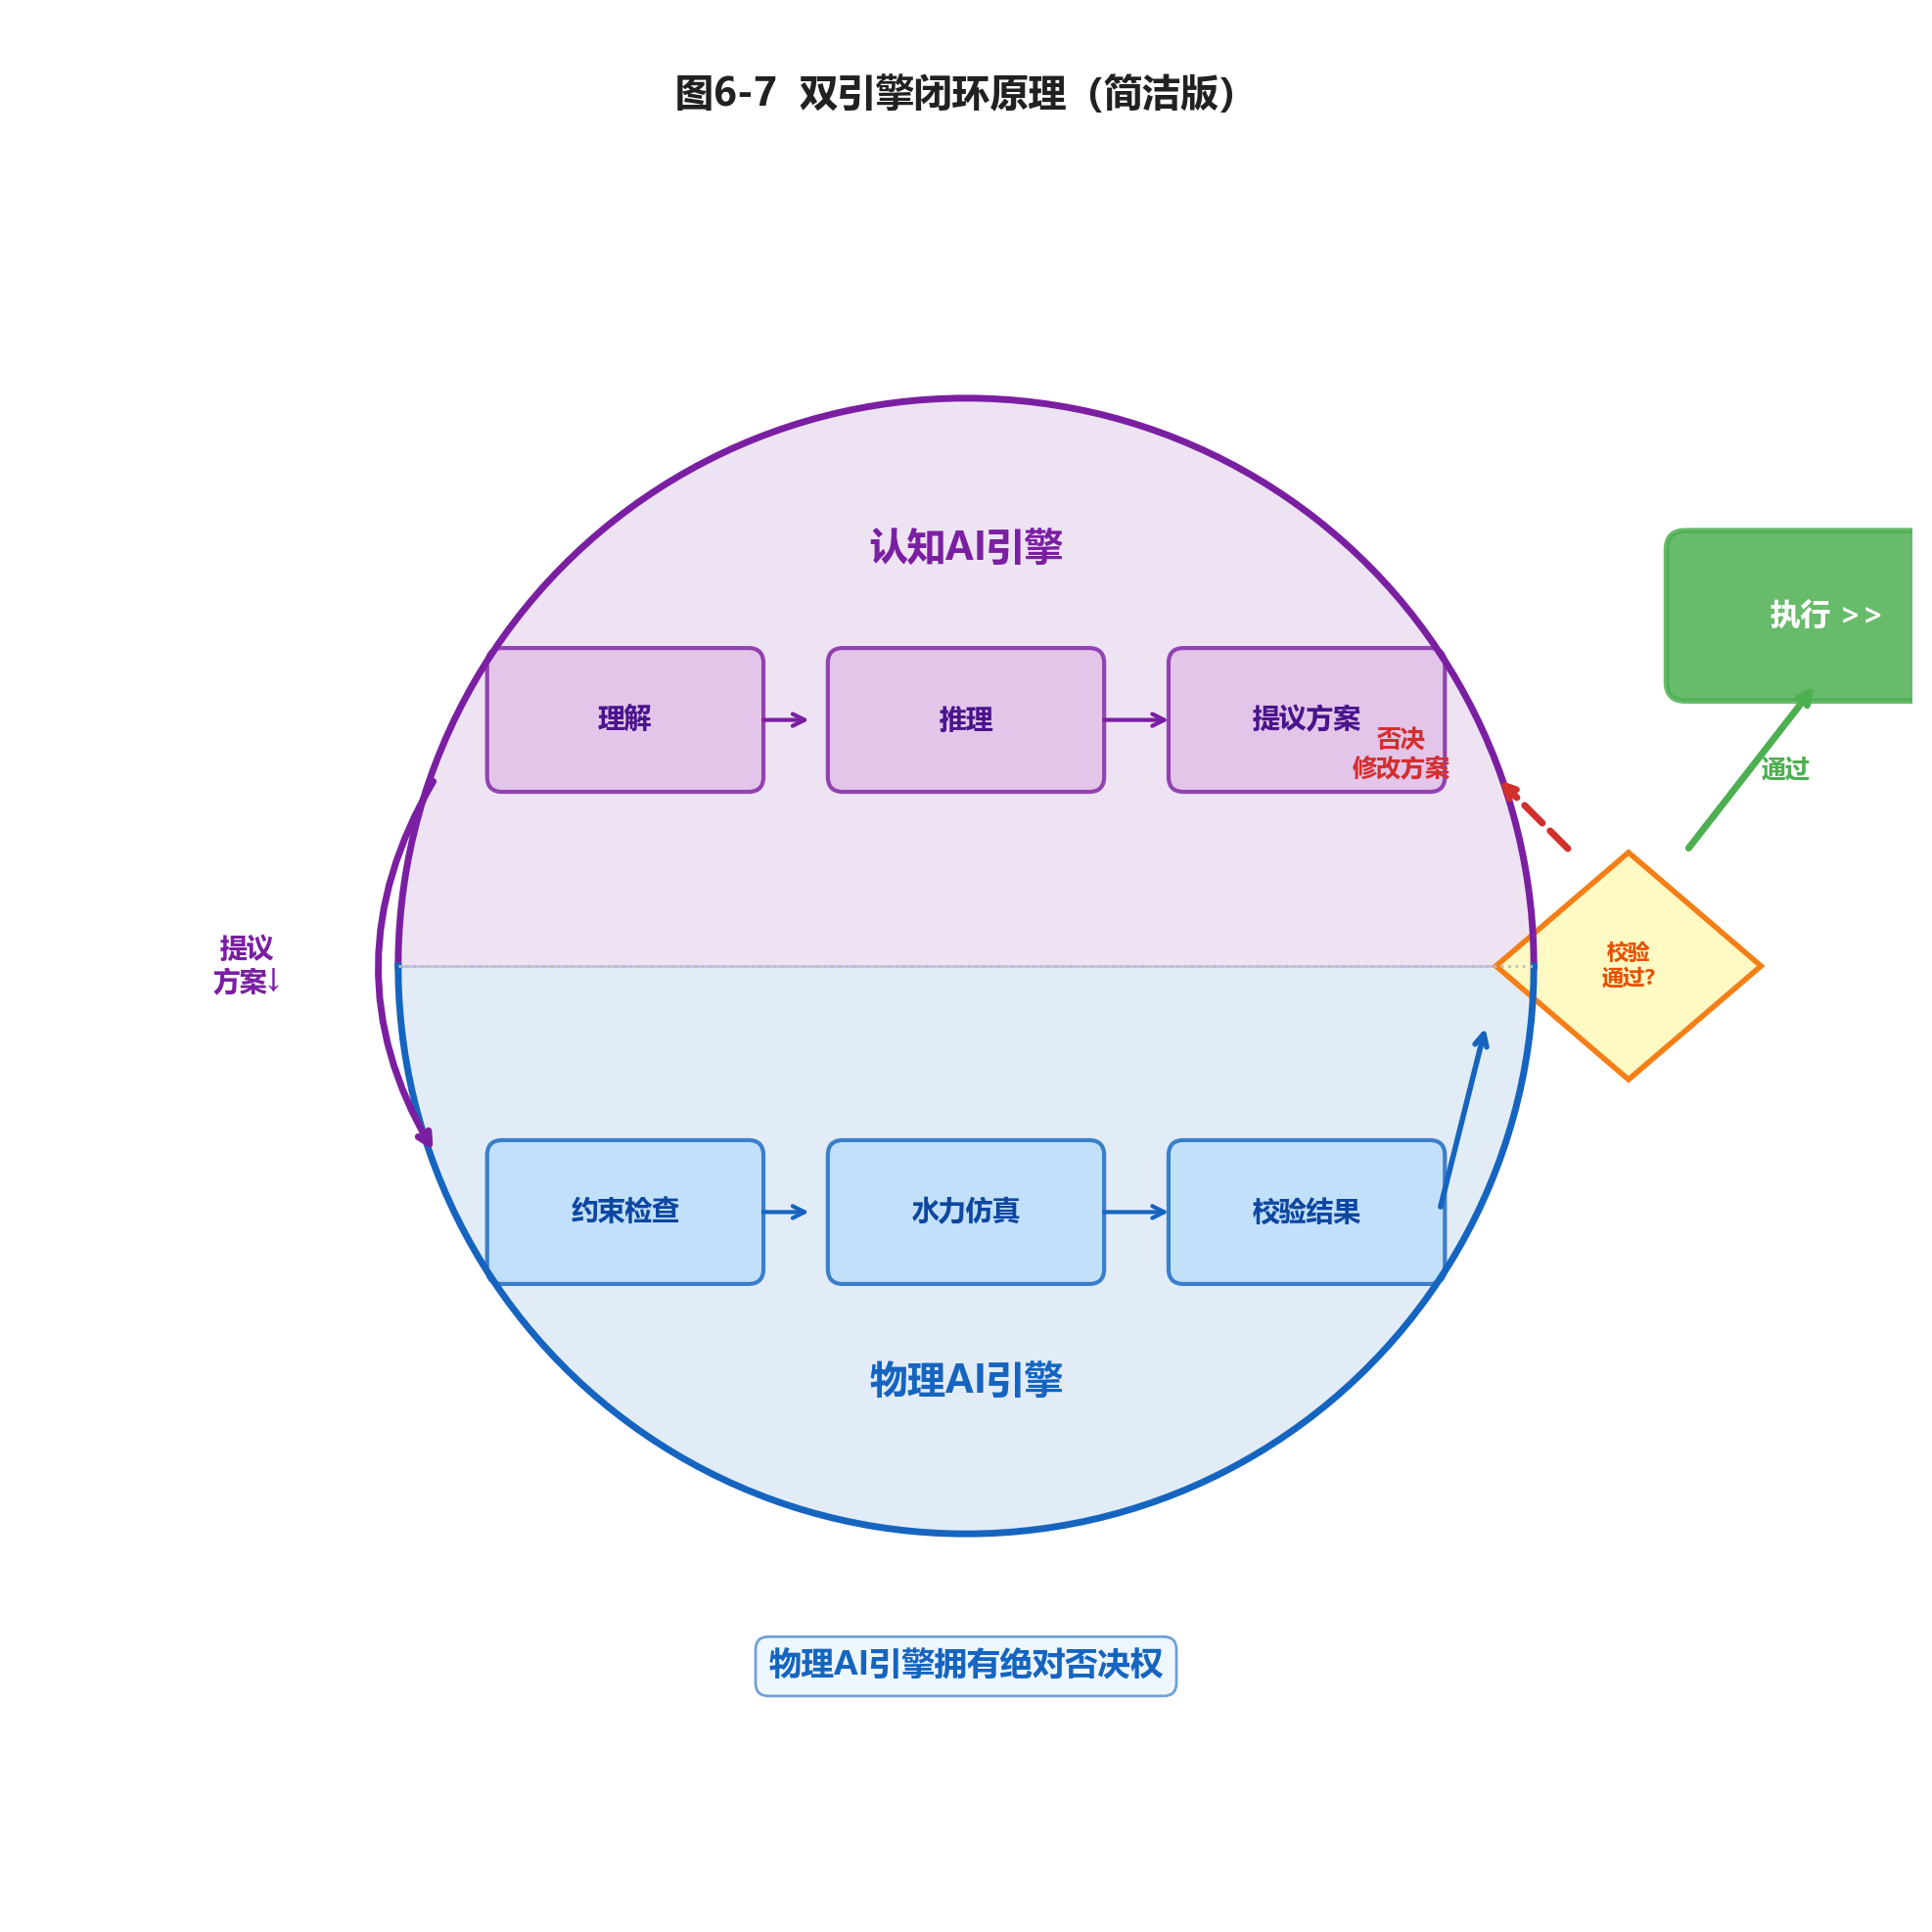 图6-7 双引擎闭环原理（简洁版）
认知AI引擎
执行 >>
理解
推理
提议方案
否决
修改方案
通过
提议
方案↓
校验
通过?
约束检查
水力仿真
校验结果
物理AI引擎
物理AI引擎拥有绝对否决权